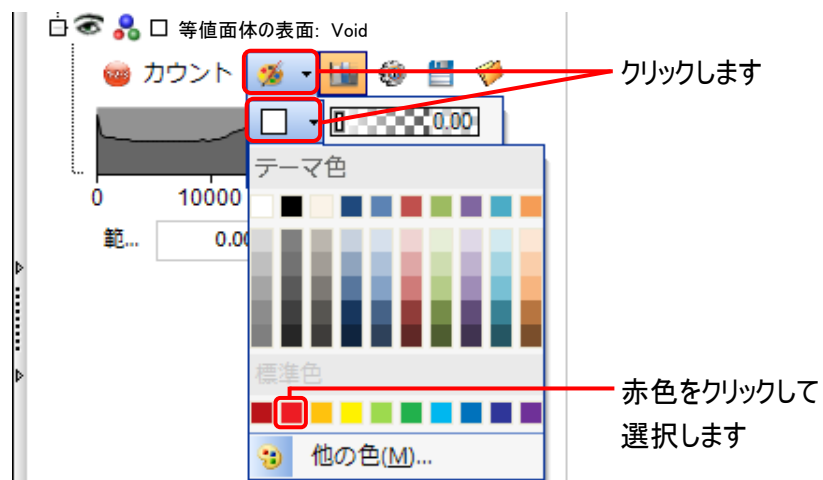 等値面体の表面: Void
カウント
クリックします
0.00
テーマ色
0
10000
範...
0.00
標準色
赤色をクリックして
選択します
他の色(M)...